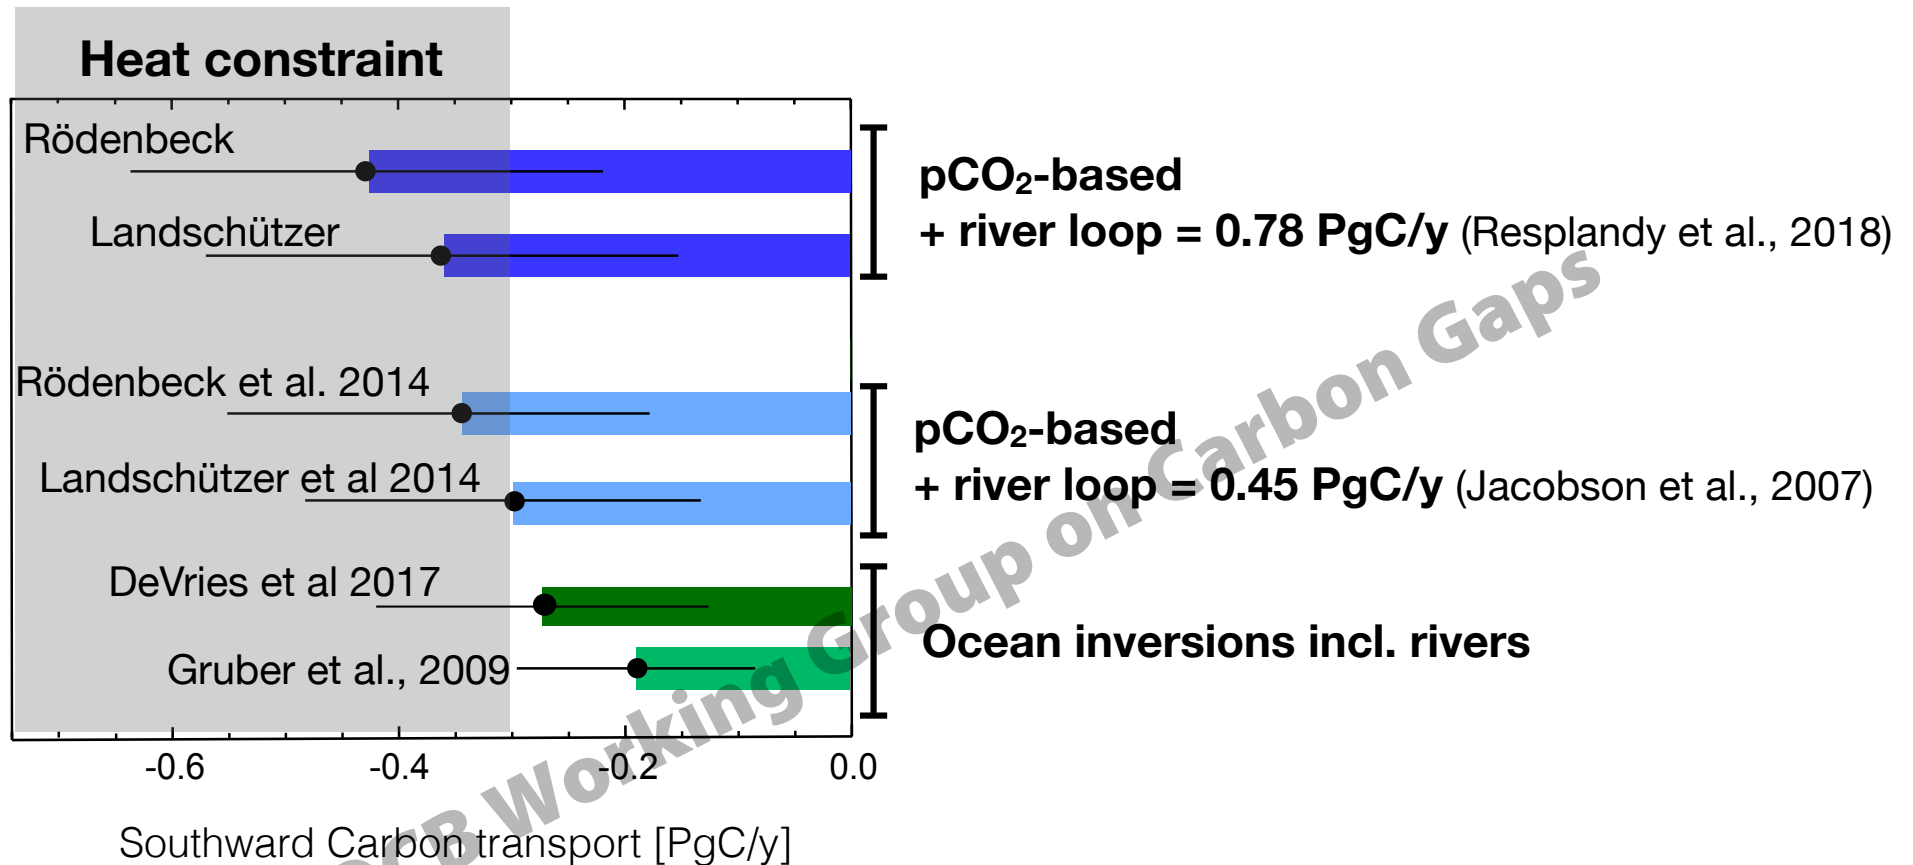 Heat constraint
Rödenbeck
Landschützer
pCO₂-based
+ river loop = 0.78 PgC/y (Resplandy et al., 2018)
Rödenbeck et al. 2014
Landschützer et al 2014
pCO₂-based
+ river loop = 0.45 PgC/y (Jacobson et al., 2007)
DeVries et al 2017
Gruber et al., 2009
Ocean inversions incl. rivers
-0.6 -0.4 -0.2 0.0
Southward Carbon transport [PgC/y]
Working Group on Carbon Gaps